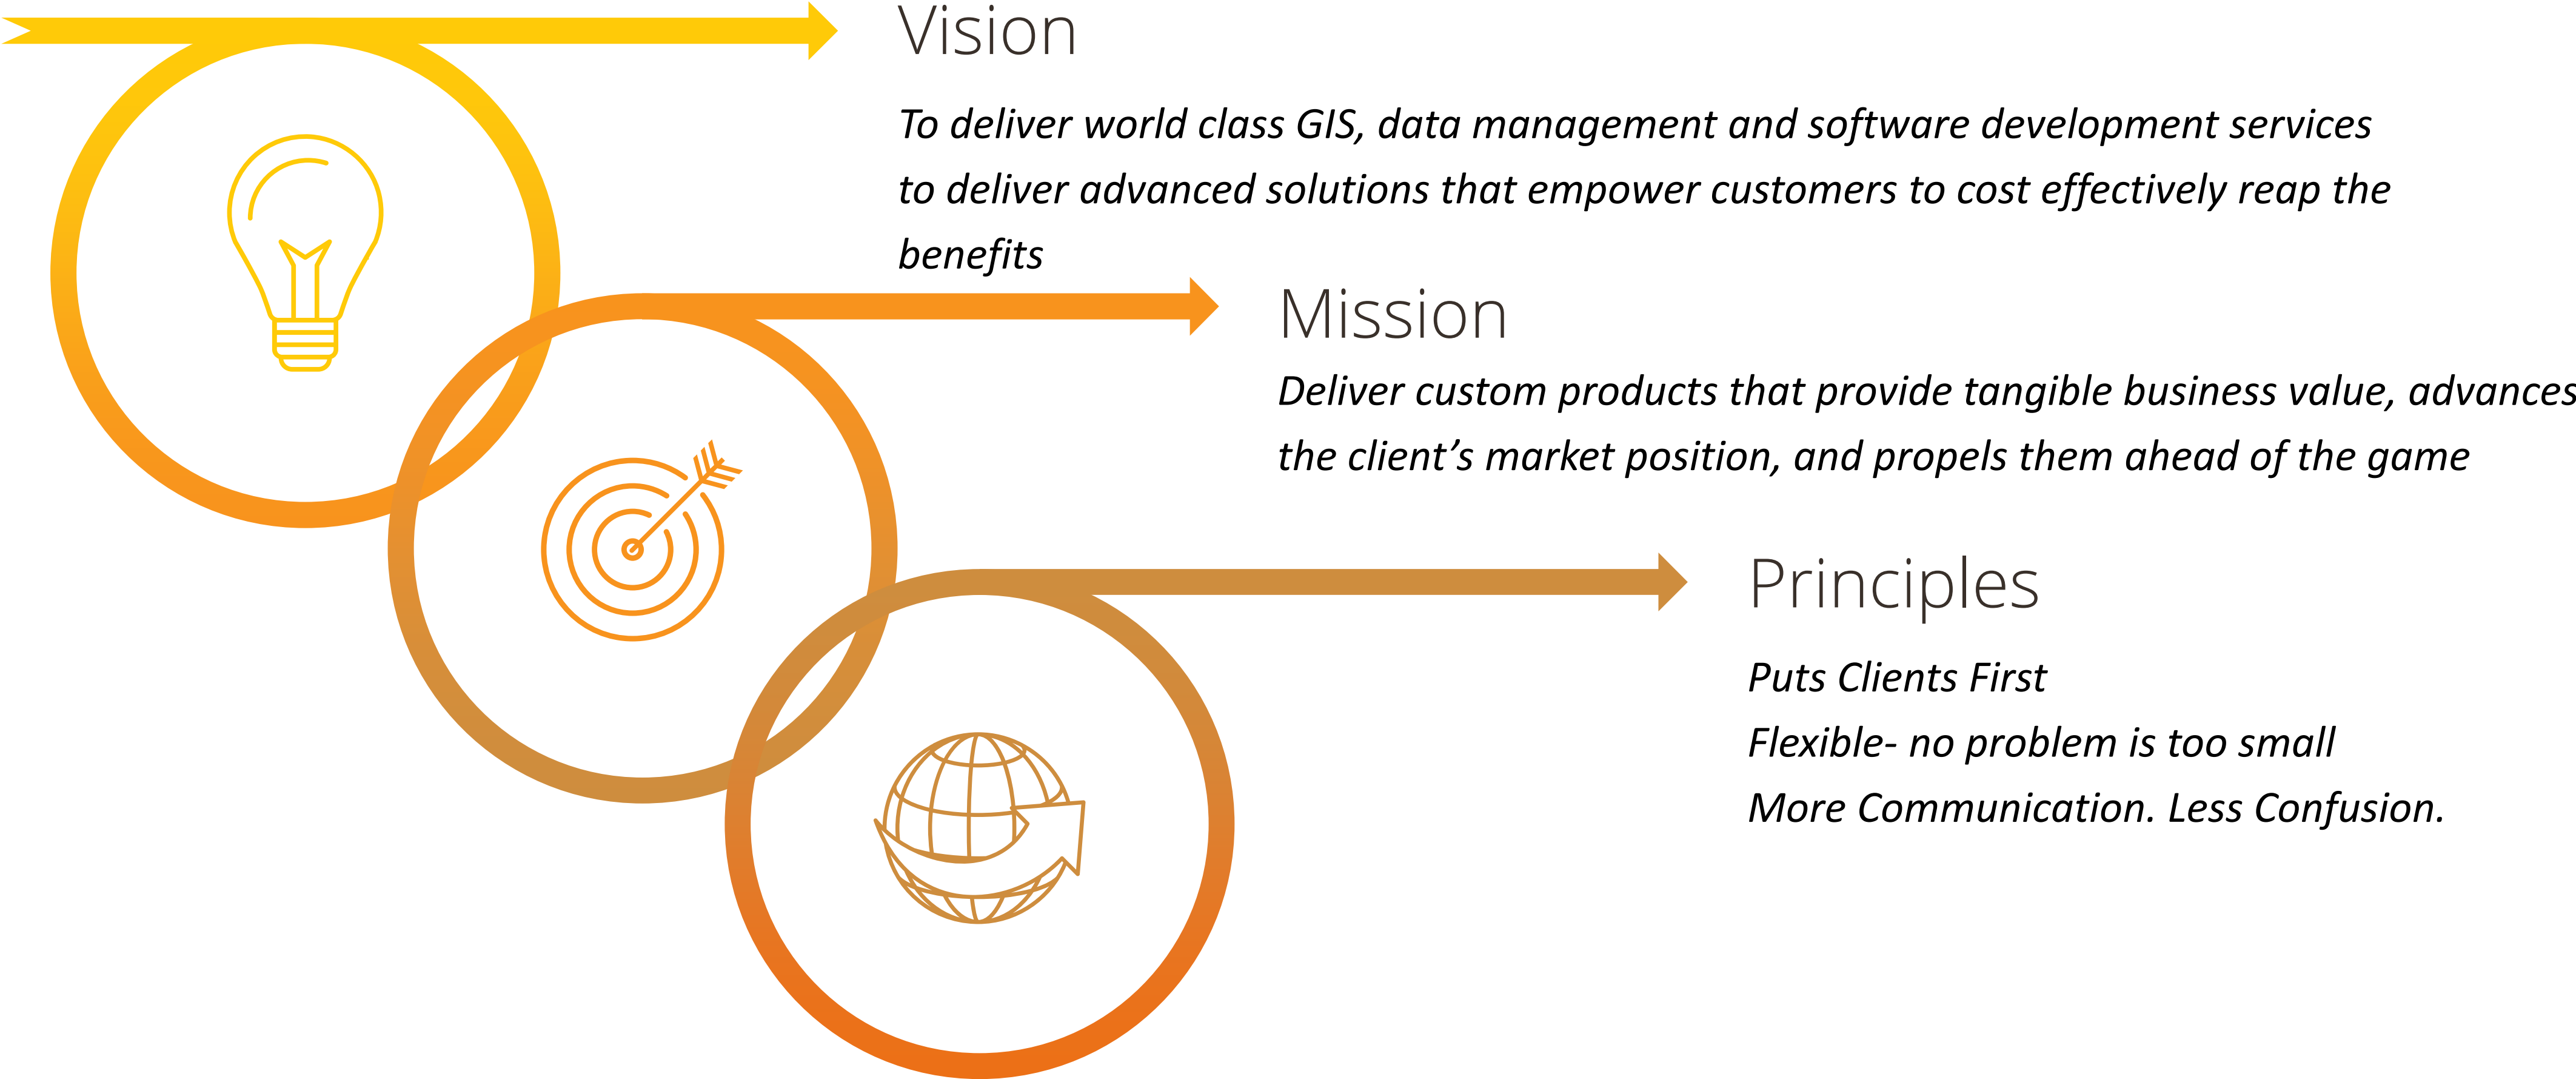 Vision
To deliver world class GIS, data management and software development services
to deliver advanced solutions that empower customers to cost effectively reap the
benefits
Mission
Deliver custom products that provide tangible business value, advances
the client’s market position, and propels them ahead of the game
Principles
Puts Clients First
Flexible- no problem is too small
More Communication. Less Confusion.